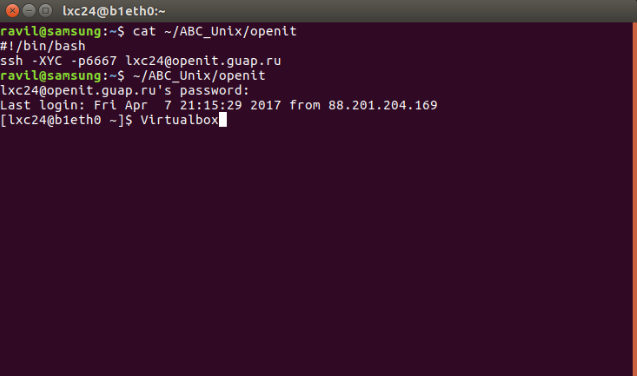 lxc24@b1eth0:~
ravil@samsung:~$ cat ~/ABC_Unix/openit
#!/bin/bash
ssh -XYC -p6667 lxc24@openit.guap.ru
ravil@samsung:~$ ~/ABC_Unix/openit
lxc24@openit.guap.ru's password:
Last login: Fri Apr  7 21:15:29 2017 from 88.201.204.169
[lxc24@b1eth0 ~]$ Virtualbox